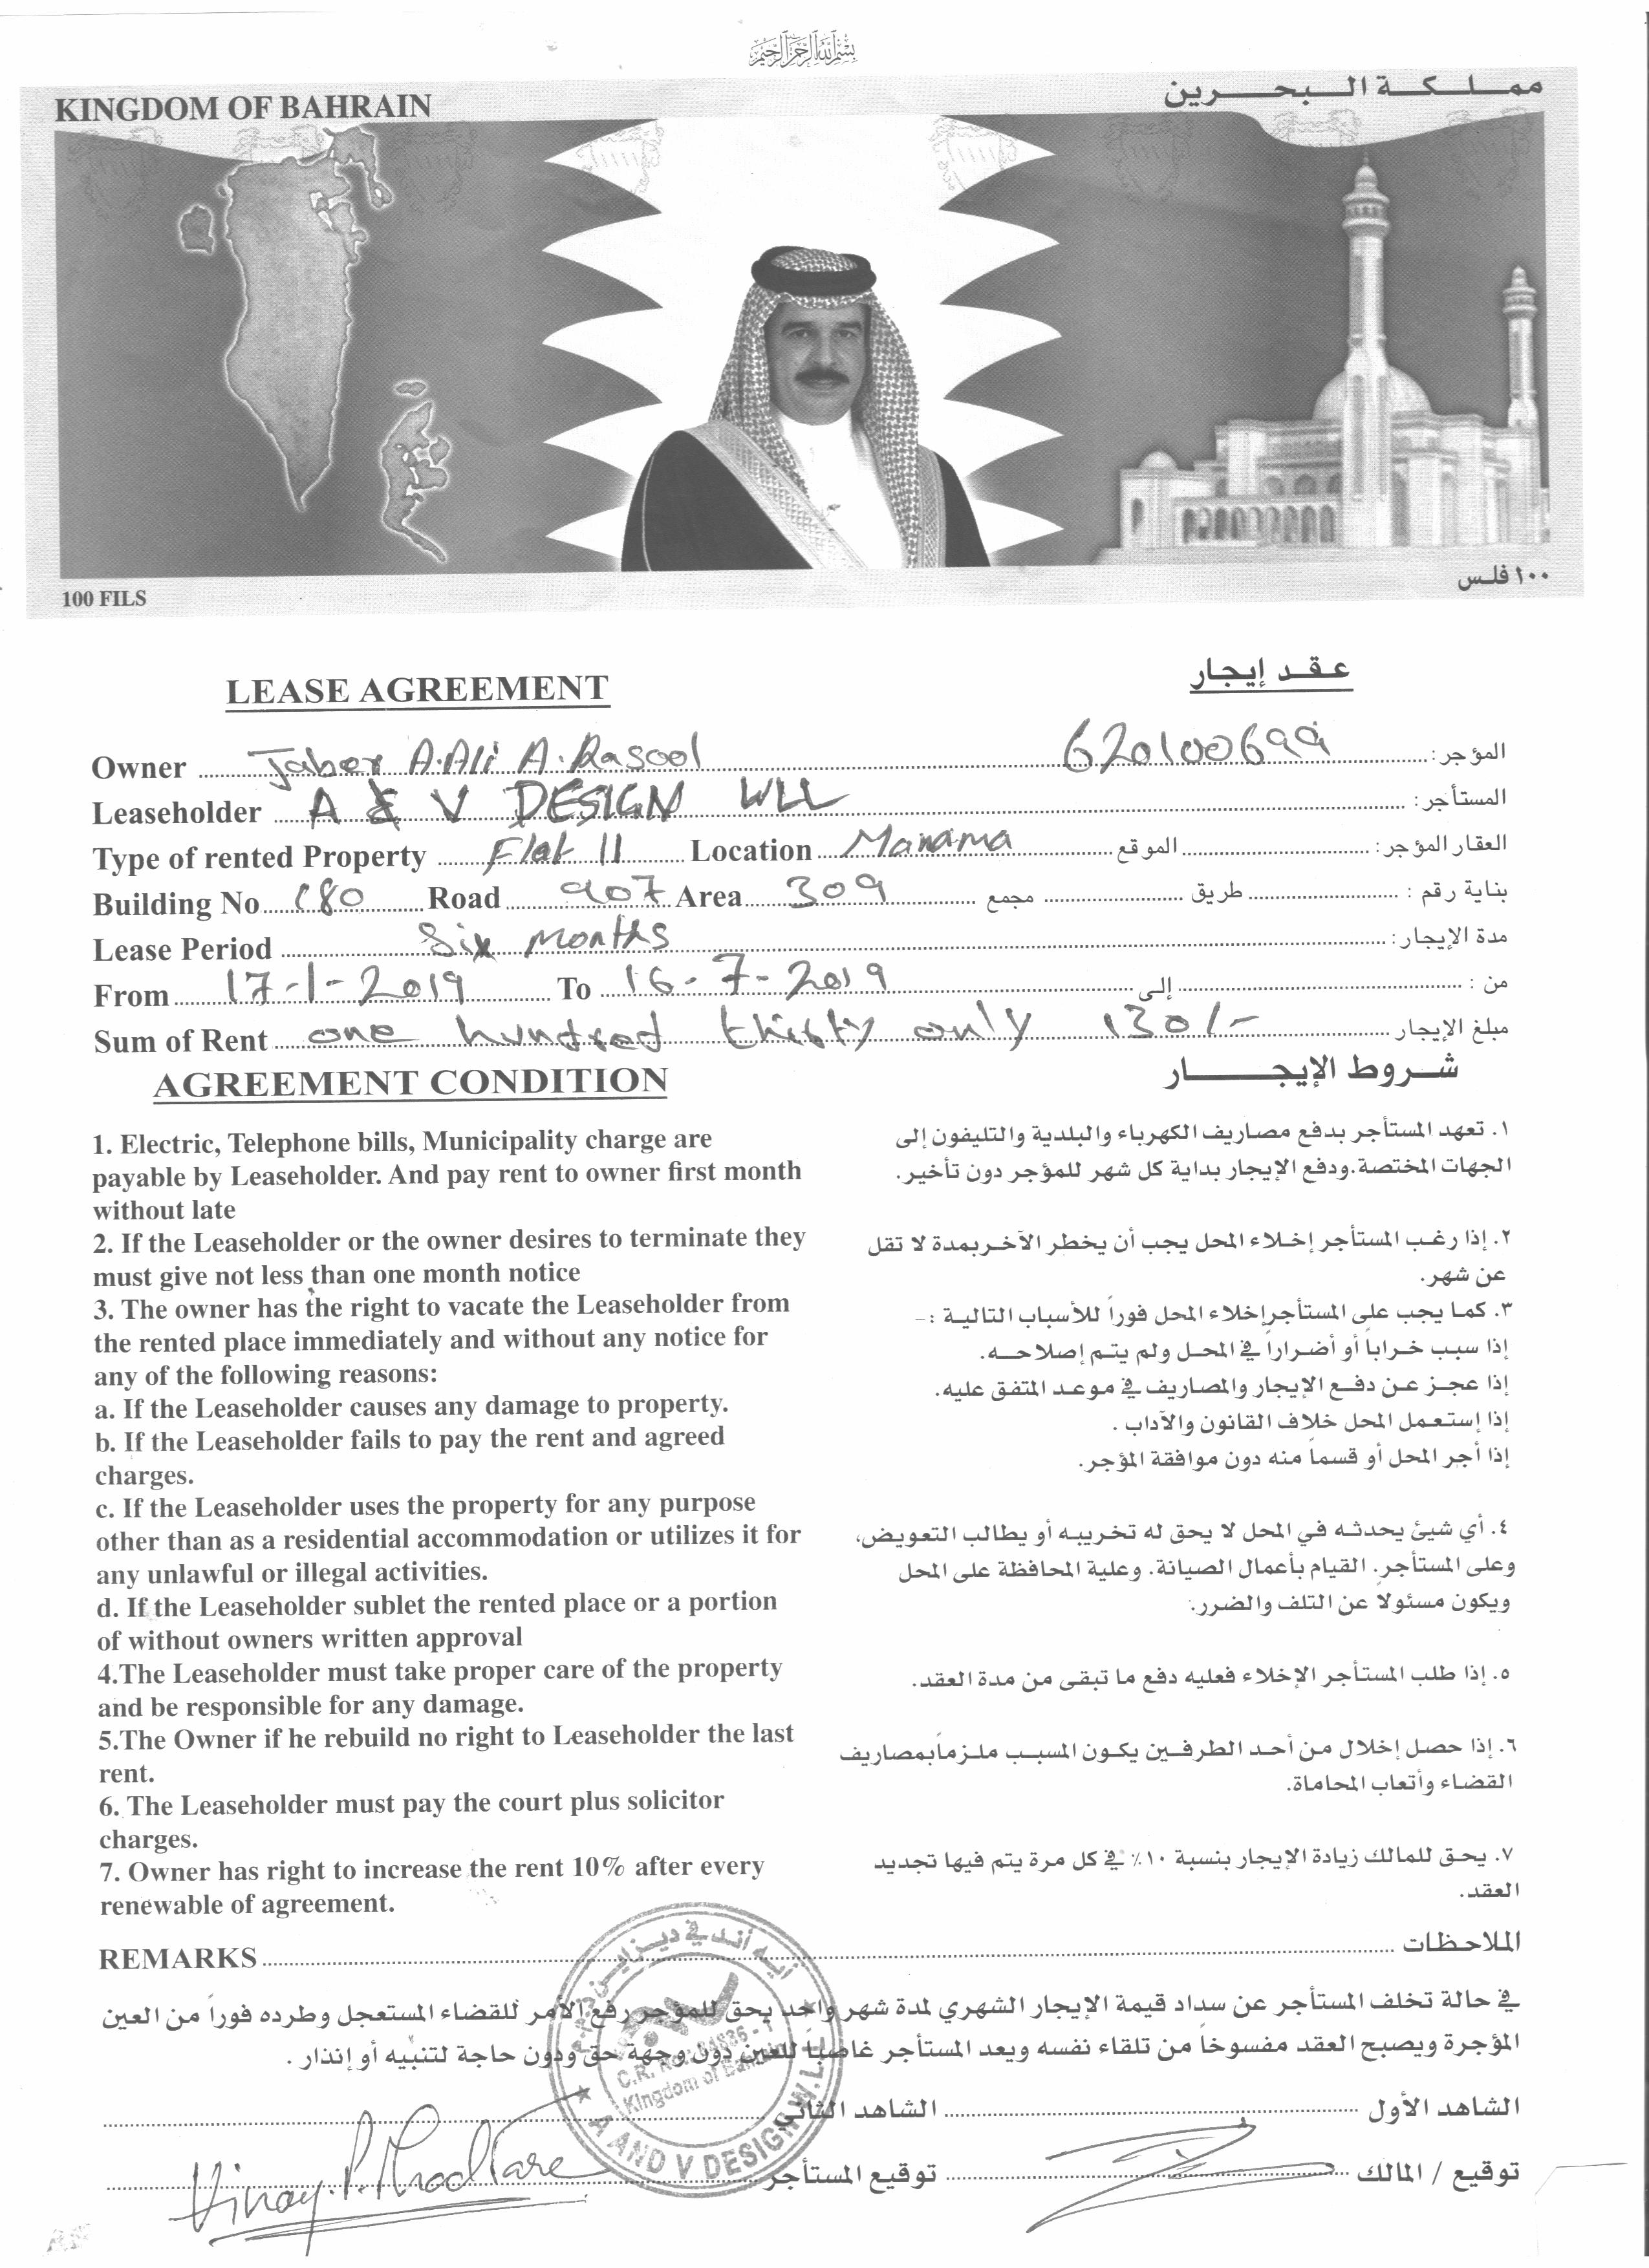 بسم الله الرحمن الرحيم
KINGDOM OF BAHRAIN
مملكة البحرين
100 FILS
١٠٠ فلس
LEASE AGREEMENT
عقد إيجار
Owner Jaber A.Ali A.Rasool 620100699 المؤجر:
Leaseholder A & V DESIGN WLL المستأجر:
Type of rented Property Flat 11 Location Manama الموقع العقار المؤجر:
Building No 180 Road 907 Area 309 مجمع طريق بناية رقم :
Lease Period Six months مدة الإيجار:
From 17-1-2019 To 16-7-2019 إلى من :
Sum of Rent one hundred thirty only 130/- مبلغ الإيجار
AGREEMENT CONDITION
شروط الإيجار
1. Electric, Telephone bills, Municipality charge are
payable by Leaseholder. And pay rent to owner first month
without late
2. If the Leaseholder or the owner desires to terminate they
must give not less than one month notice
3. The owner has the right to vacate the Leaseholder from
the rented place immediately and without any notice for
any of the following reasons:
a. If the Leaseholder causes any damage to property.
b. If the Leaseholder fails to pay the rent and agreed
charges.
c. If the Leaseholder uses the property for any purpose
other than as a residential accommodation or utilizes it for
any unlawful or illegal activities.
d. If the Leaseholder sublet the rented place or a portion
of without owners written approval
4.The Leaseholder must take proper care of the property
and be responsible for any damage.
5.The Owner if he rebuild no right to Leaseholder the last
rent.
6. The Leaseholder must pay the court plus solicitor
charges.
7. Owner has right to increase the rent 10% after every
renewable of agreement.
١. تعهد المستأجر بدفع مصاريف الكهرباء والبلدية والتليفون إلى
الجهات المختصة.ودفع الإيجار بداية كل شهر للمؤجر دون تأخير.
٢. إذا رغب المستأجر إخلاء المحل يجب أن يخطر الآخربمدة لا تقل
عن شهر.
٣. كما يجب على المستأجرإخلاء المحل فوراً للأسباب التالية :-
إذا سبب خراباً أو أضراراً في المحل ولم يتم إصلاحه.
إذا عجز عن دفع الإيجار والمصاريف في موعد المتفق عليه.
إذا إستعمل المحل خلاف القانون والآداب .
إذا أجر المحل أو قسماً منه دون موافقة المؤجر.
٤. أي شيئ يحدثه في المحل لا يحق له تخريبه أو يطالب التعويض،
وعلى المستأجر. القيام بأعمال الصيانة. وعلية المحافظة على المحل
ويكون مسئولاً عن التلف والضرر.
٥. إذا طلب المستأجر الإخلاء فعليه دفع ما تبقى من مدة العقد.
٦. إذا حصل إخلال من أحد الطرفين يكون المسبب ملزماًبمصاريف
القضاء وأتعاب المحاماة.
٧. يحق للمالك زيادة الإيجار بنسبة ١٠٪ في كل مرة يتم فيها تجديد
العقد.
REMARKS الملاحظات
في حالة تخلف المستأجر عن سداد قيمة الإيجار الشهري لمدة شهر واحد يحق للمؤجر رفع الأمر للقضاء المستعجل وطرده فوراً من العين
المؤجرة ويصبح العقد مفسوخاً من تلقاء نفسه ويعد المستأجر غاصباً للعين دون وجهة حق ودون حاجة لتنبيه أو إنذار .
أيه أند في ديزاين
C.R. No.
Kingdom of Bahrain
A AND V DESIGN W.L.L
الشاهد الأول الشاهد الثاني
توقيع / المالك توقيع المستأجر